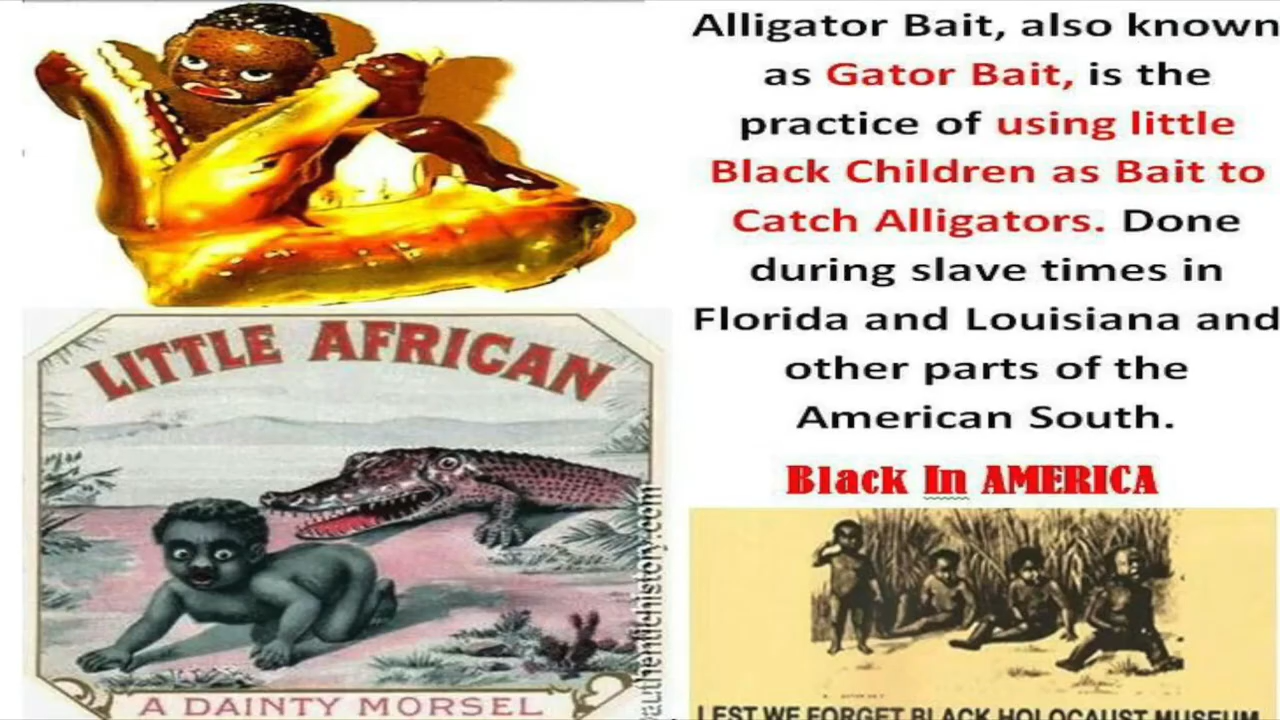 Alligator Bait, also known
as Gator Bait, is the
practice of using little
Black Children as Bait to
Catch Alligators. Done
during slave times in
Florida and Louisiana and
other parts of the
American South.
Black In AMERICA
LITTLE AFRICAN
A DAINTY MORSEL
authentichistory.com
LEST WE FORGET BLACK HOLOCAUST MUSEUM